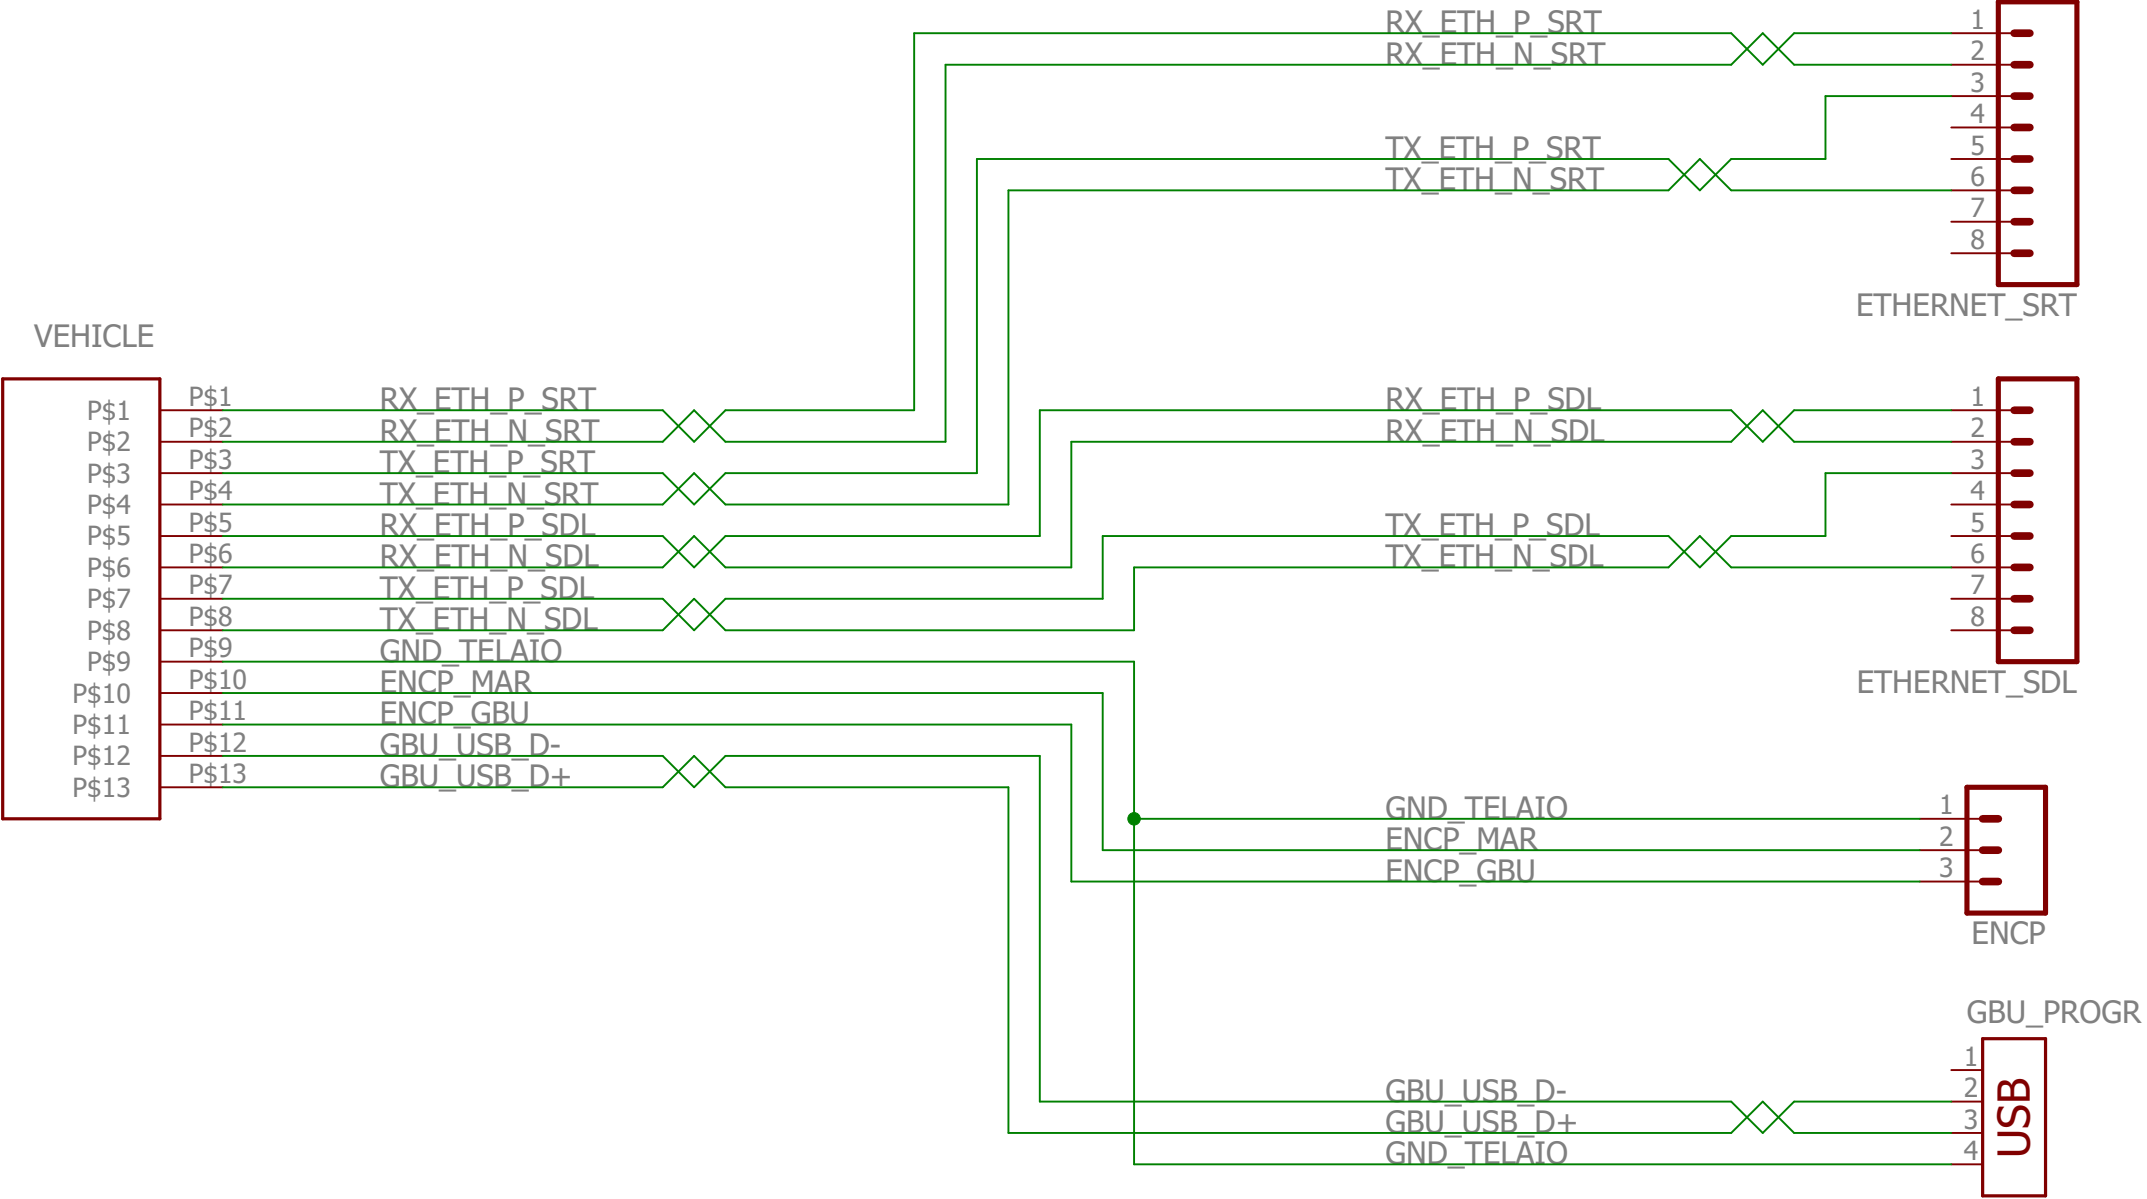 RX_ETH_P_SRT
1
RX_ETH_N_SRT
2
3
4
TX_ETH_P_SRT
5
TX_ETH_N_SRT
6
7
8
ETHERNET_SRT
VEHICLE
P$1 P$1 RX_ETH_P_SRT
P$2 P$2 RX_ETH_N_SRT
P$3 P$3 TX_ETH_P_SRT
P$4 P$4 TX_ETH_N_SRT
P$5 P$5 RX_ETH_P_SDL
P$6 P$6 RX_ETH_N_SDL
P$7 P$7 TX_ETH_P_SDL
P$8 P$8 TX_ETH_N_SDL
P$9 P$9 GND_TELAIO
P$10 P$10 ENCP_MAR
P$11 P$11 ENCP_GBU
P$12 P$12 GBU_USB_D-
P$13 P$13 GBU_USB_D+
RX_ETH_P_SDL 1
RX_ETH_N_SDL 2
3
4
TX_ETH_P_SDL 5
TX_ETH_N_SDL 6
7
8
ETHERNET_SDL
GND_TELAIO 1
ENCP_MAR 2
ENCP_GBU 3
ENCP
GBU_PROGR
1
GBU_USB_D- 2
GBU_USB_D+ 3
GND_TELAIO 4
USB